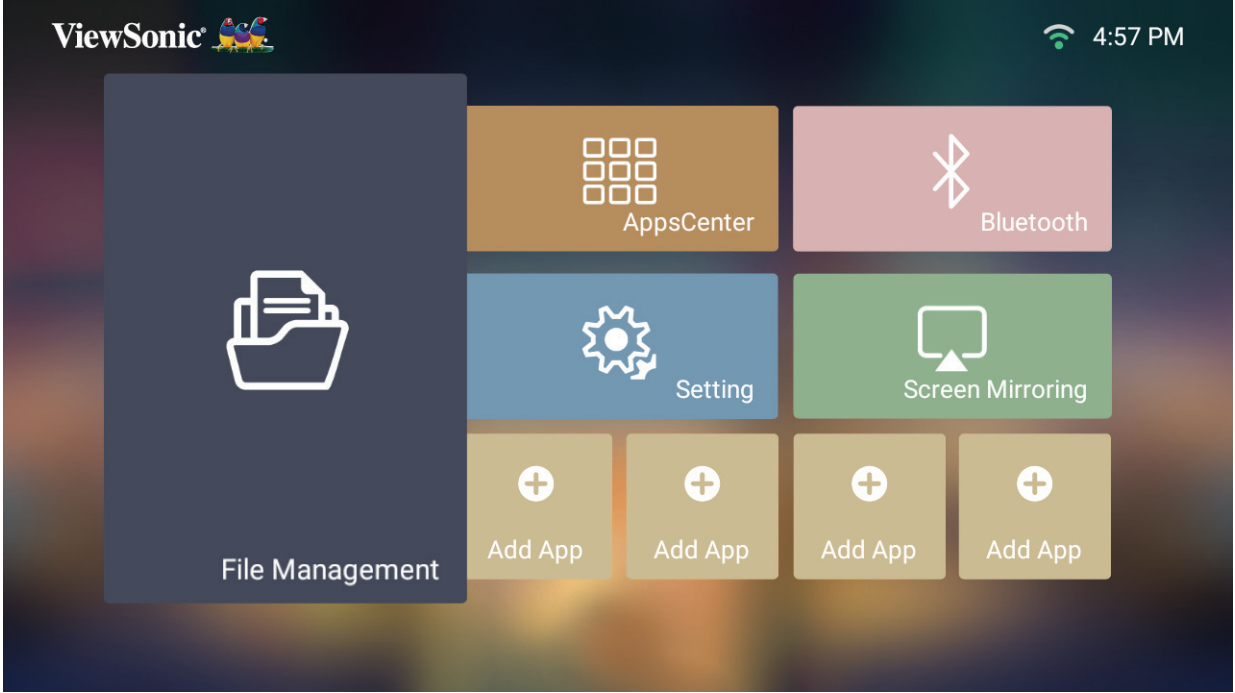 ViewSonic®
4:57 PM
AppsCenter
Bluetooth
Setting
Screen Mirroring
File Management
Add App
Add App
Add App
Add App